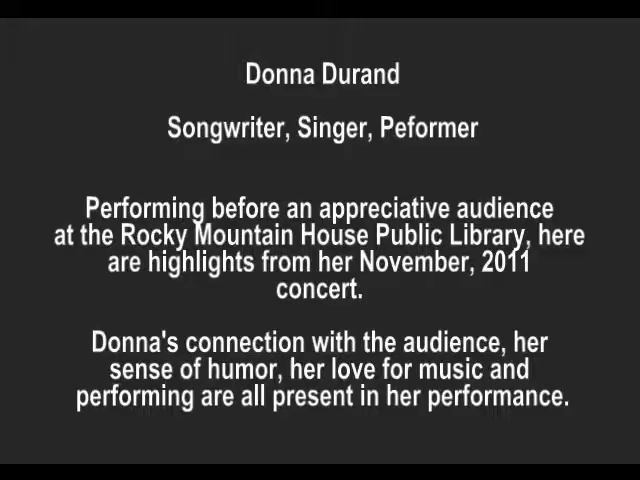 Donna Durand
Songwriter, Singer, Peformer
Performing before an appreciative audience
at the Rocky Mountain House Public Library, here
are highlights from her November, 2011
concert.
Donna's connection with the audience, her
sense of humor, her love for music and
performing are all present in her performance.